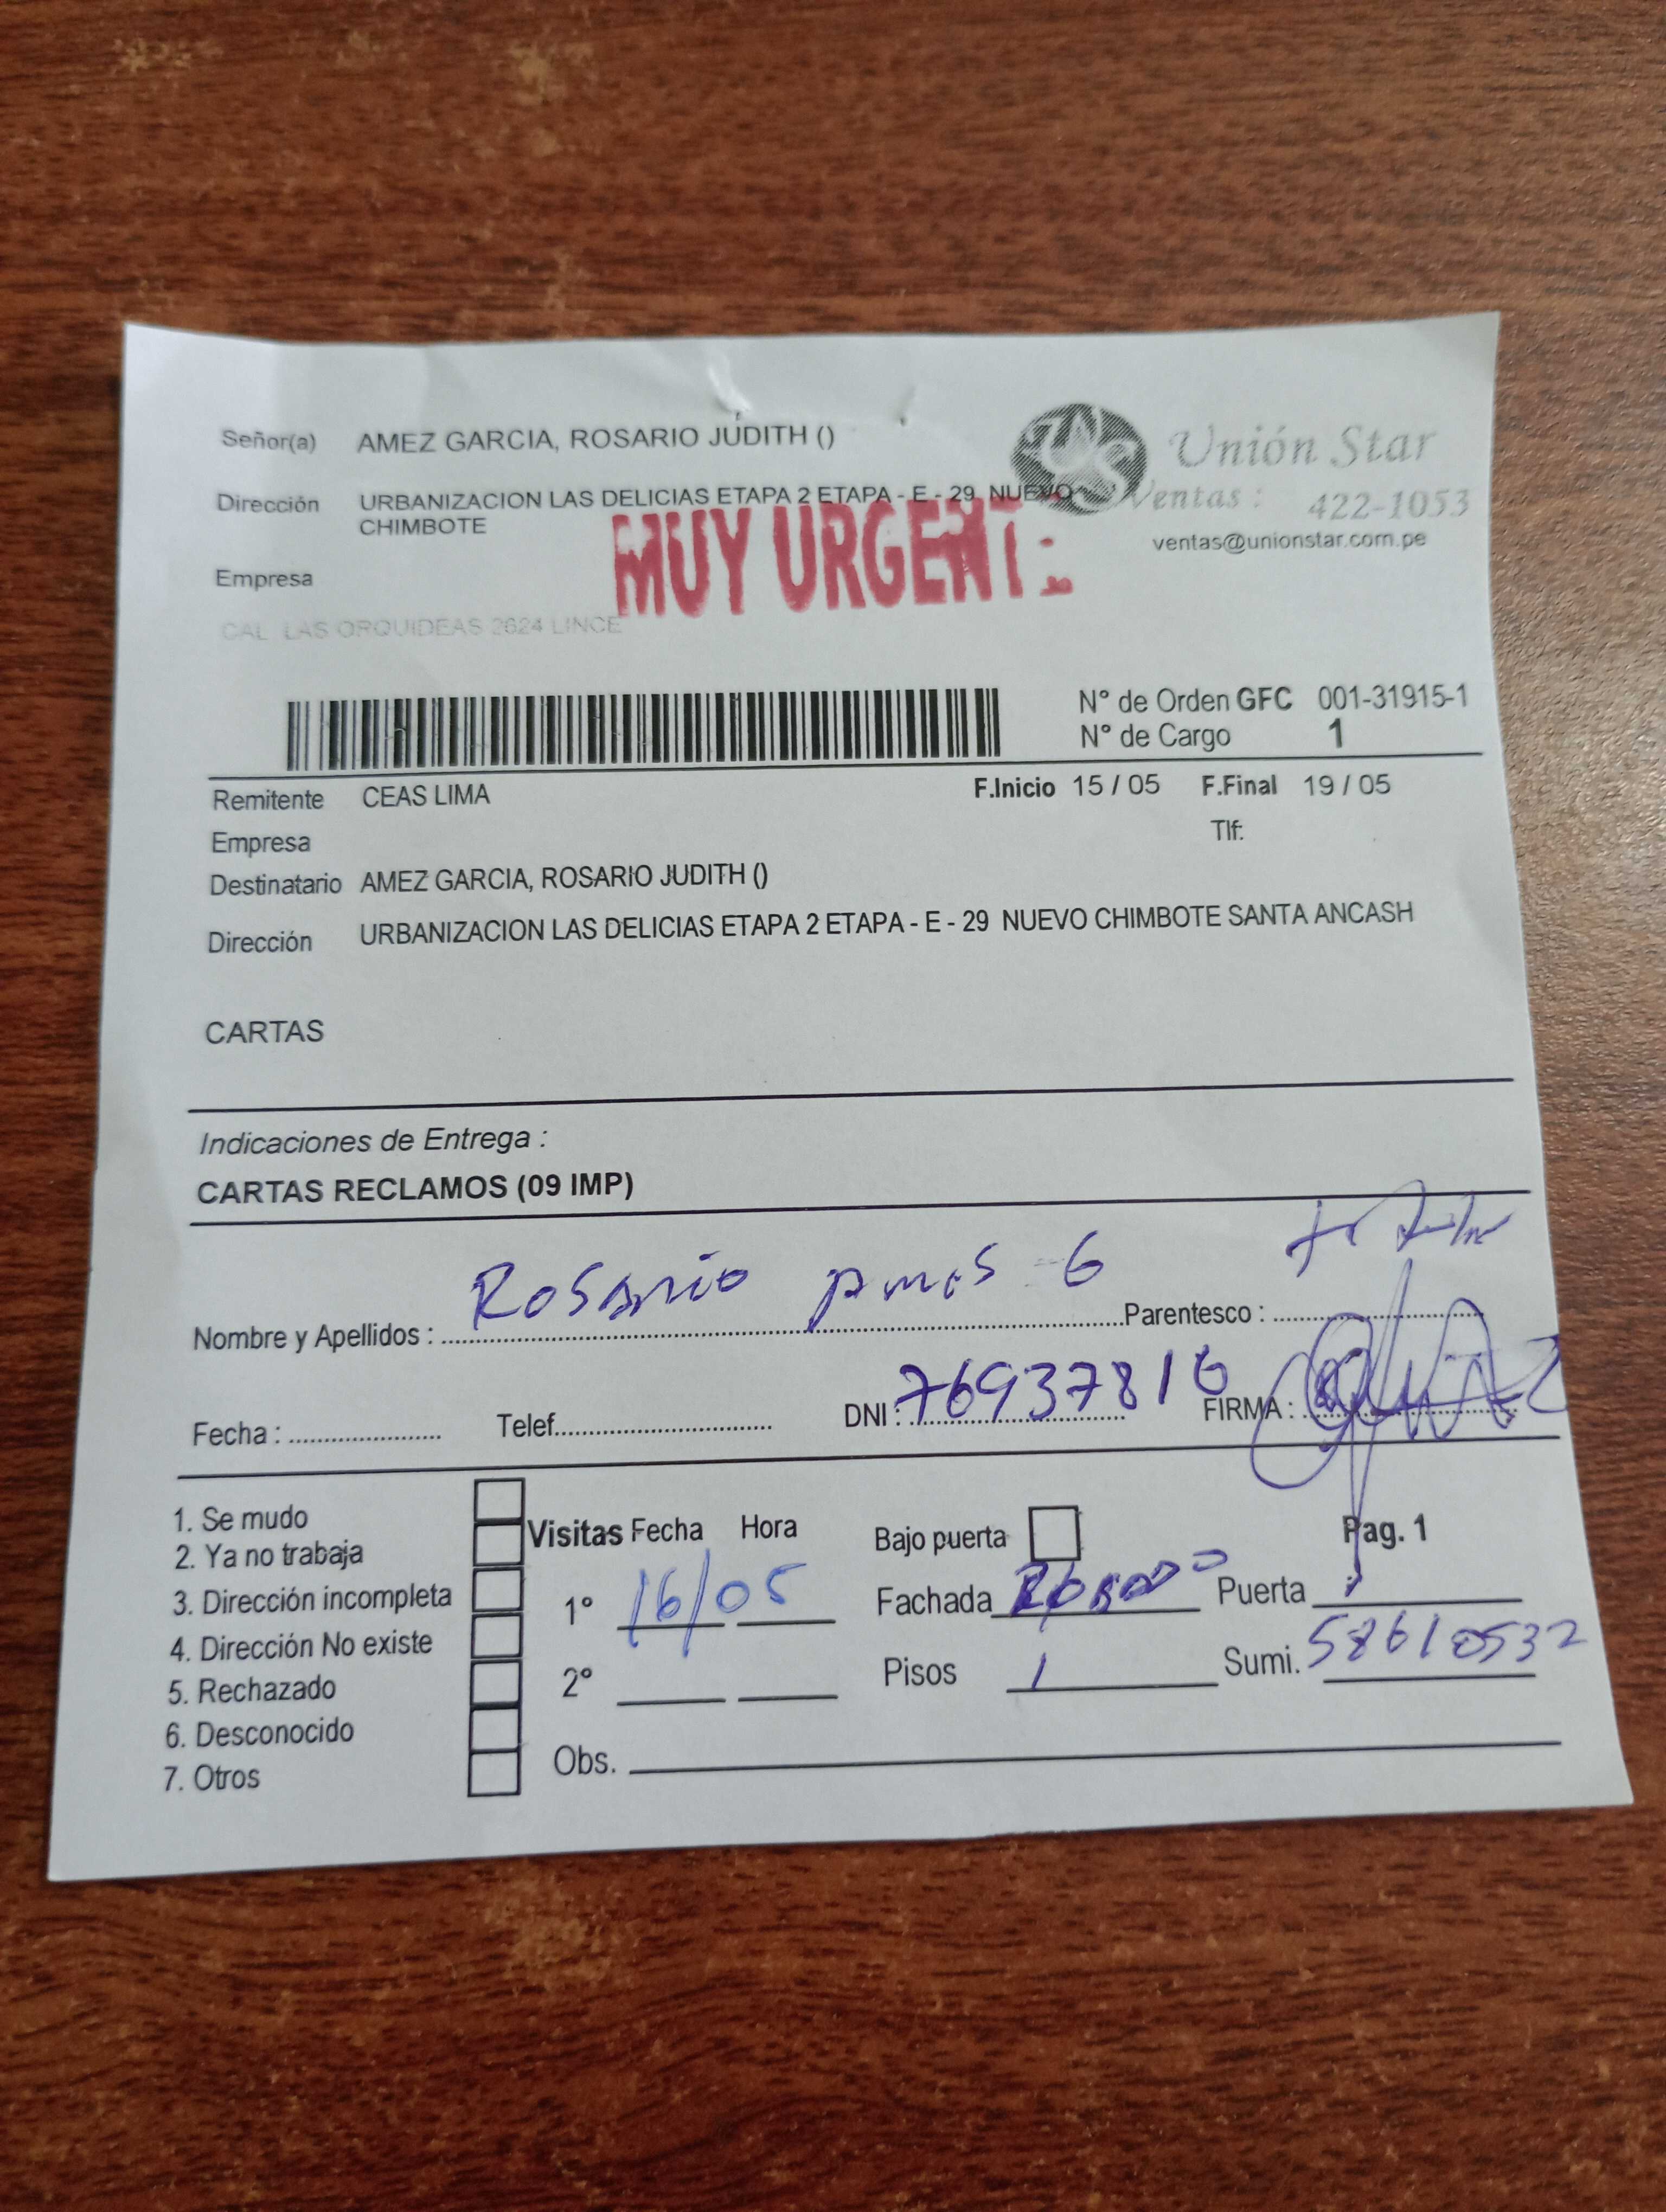 Señor(a) AMEZ GARCIA, ROSARIO JUDITH ()
Unión Star
Dirección URBANIZACION LAS DELICIAS ETAPA 2 ETAPA - E - 29 NUEVO
CHIMBOTE
Ventas : 422-1053
ventas@unionstar.com.pe
MUY URGENTE
Empresa
CAL LAS ORQUIDEAS 2624 LINCE
N° de Orden GFC 001-31915-1
N° de Cargo 1
Remitente CEAS LIMA F.Inicio 15 / 05 F.Final 19 / 05
Empresa Tlf:
Destinatario AMEZ GARCIA, ROSARIO JUDITH ()
Dirección URBANIZACION LAS DELICIAS ETAPA 2 ETAPA - E - 29 NUEVO CHIMBOTE SANTA ANCASH
CARTAS
Indicaciones de Entrega :
CARTAS RECLAMOS (09 IMP)
Nombre y Apellidos : Rosario G Parentesco :
Fecha : Telef. DNI : 76937816 FIRMA :
1. Se mudo
2. Ya no trabaja
3. Dirección incompleta
4. Dirección No existe
5. Rechazado
6. Desconocido
7. Otros
Visitas Fecha Hora
1° 16/05
2°
Obs.
Bajo puerta Pag. 1
Fachada Puerta
Pisos 1 Sumi. 58610532